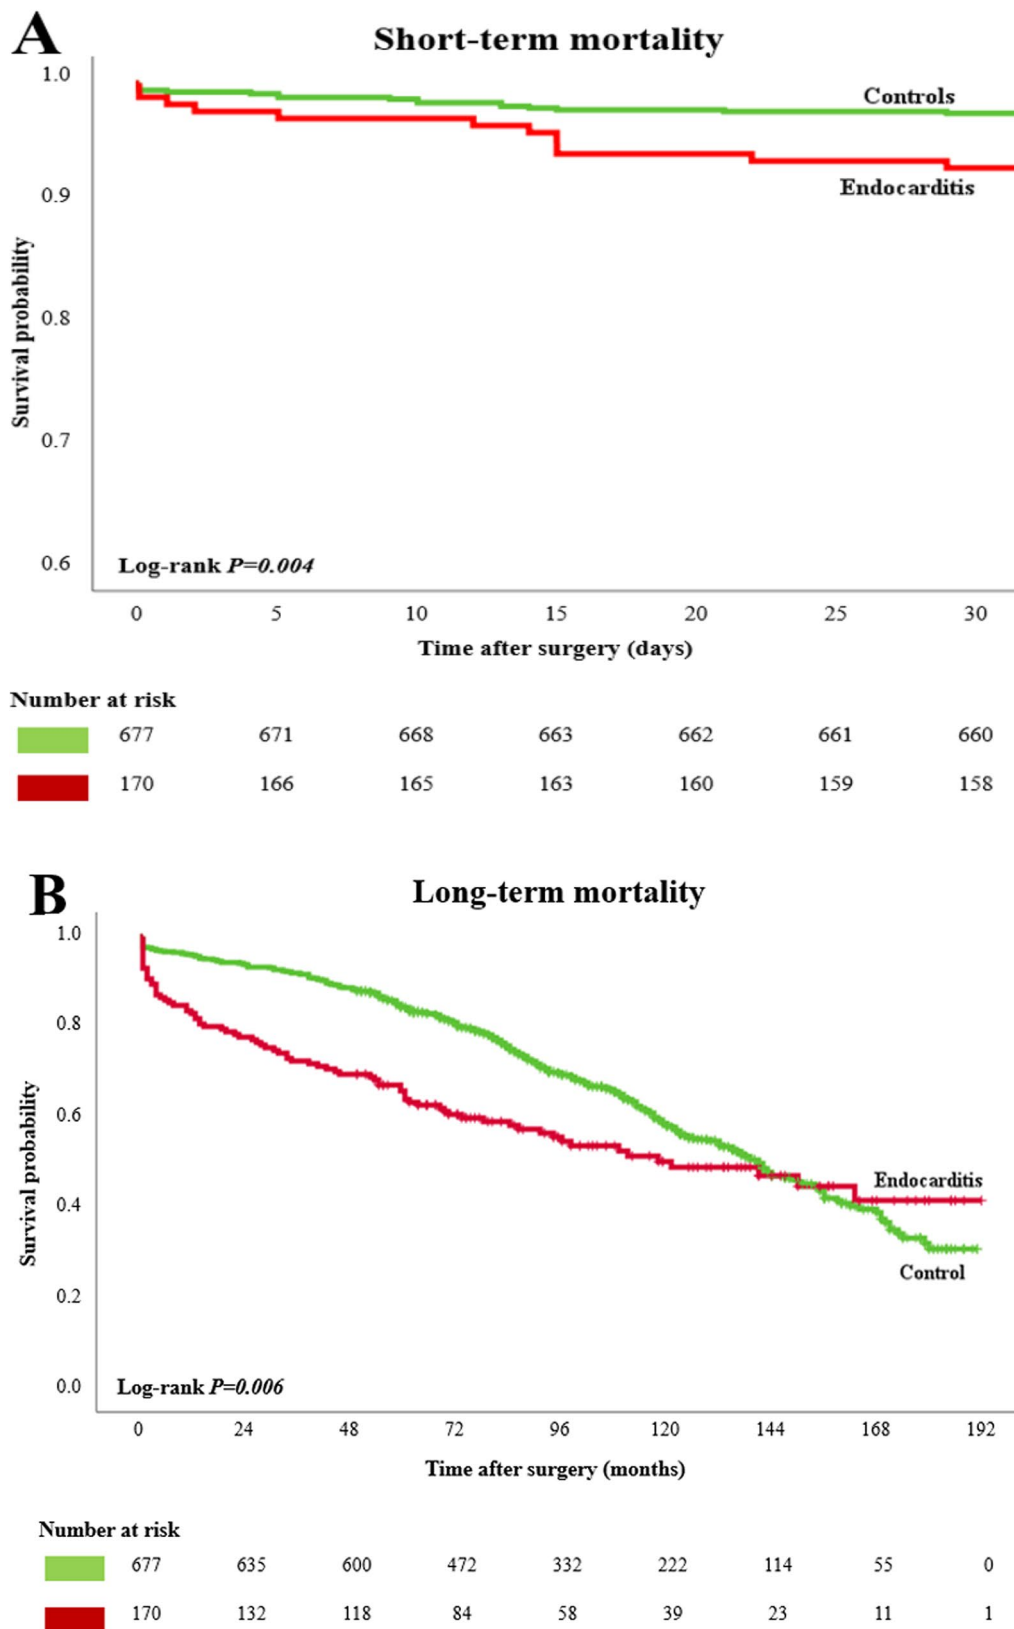 A
Short-term mortality
1.0
0.9
0.8
0.7
0.6
Survival probability
Controls
Endocarditis
Log-rank P=0.004
0 5 10 15 20 25 30
Time after surgery (days)
Number at risk
677 671 668 663 662 661 660
170 166 165 163 160 159 158
B
Long-term mortality
1.0
0.8
0.6
0.4
0.2
0.0
Survival probability
Endocarditis
Control
Log-rank P=0.006
0 24 48 72 96 120 144 168 192
Time after surgery (months)
Number at risk
677 635 600 472 332 222 114 55 0
170 132 118 84 58 39 23 11 1